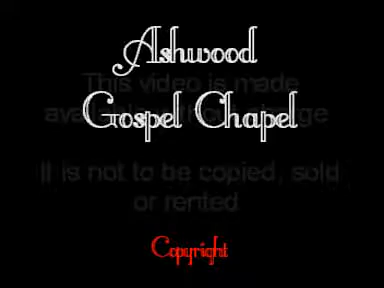 Ashwood
This video is made
Gospel Chapel
available without charge
It is not to be copied, sold
or rented
Copyright